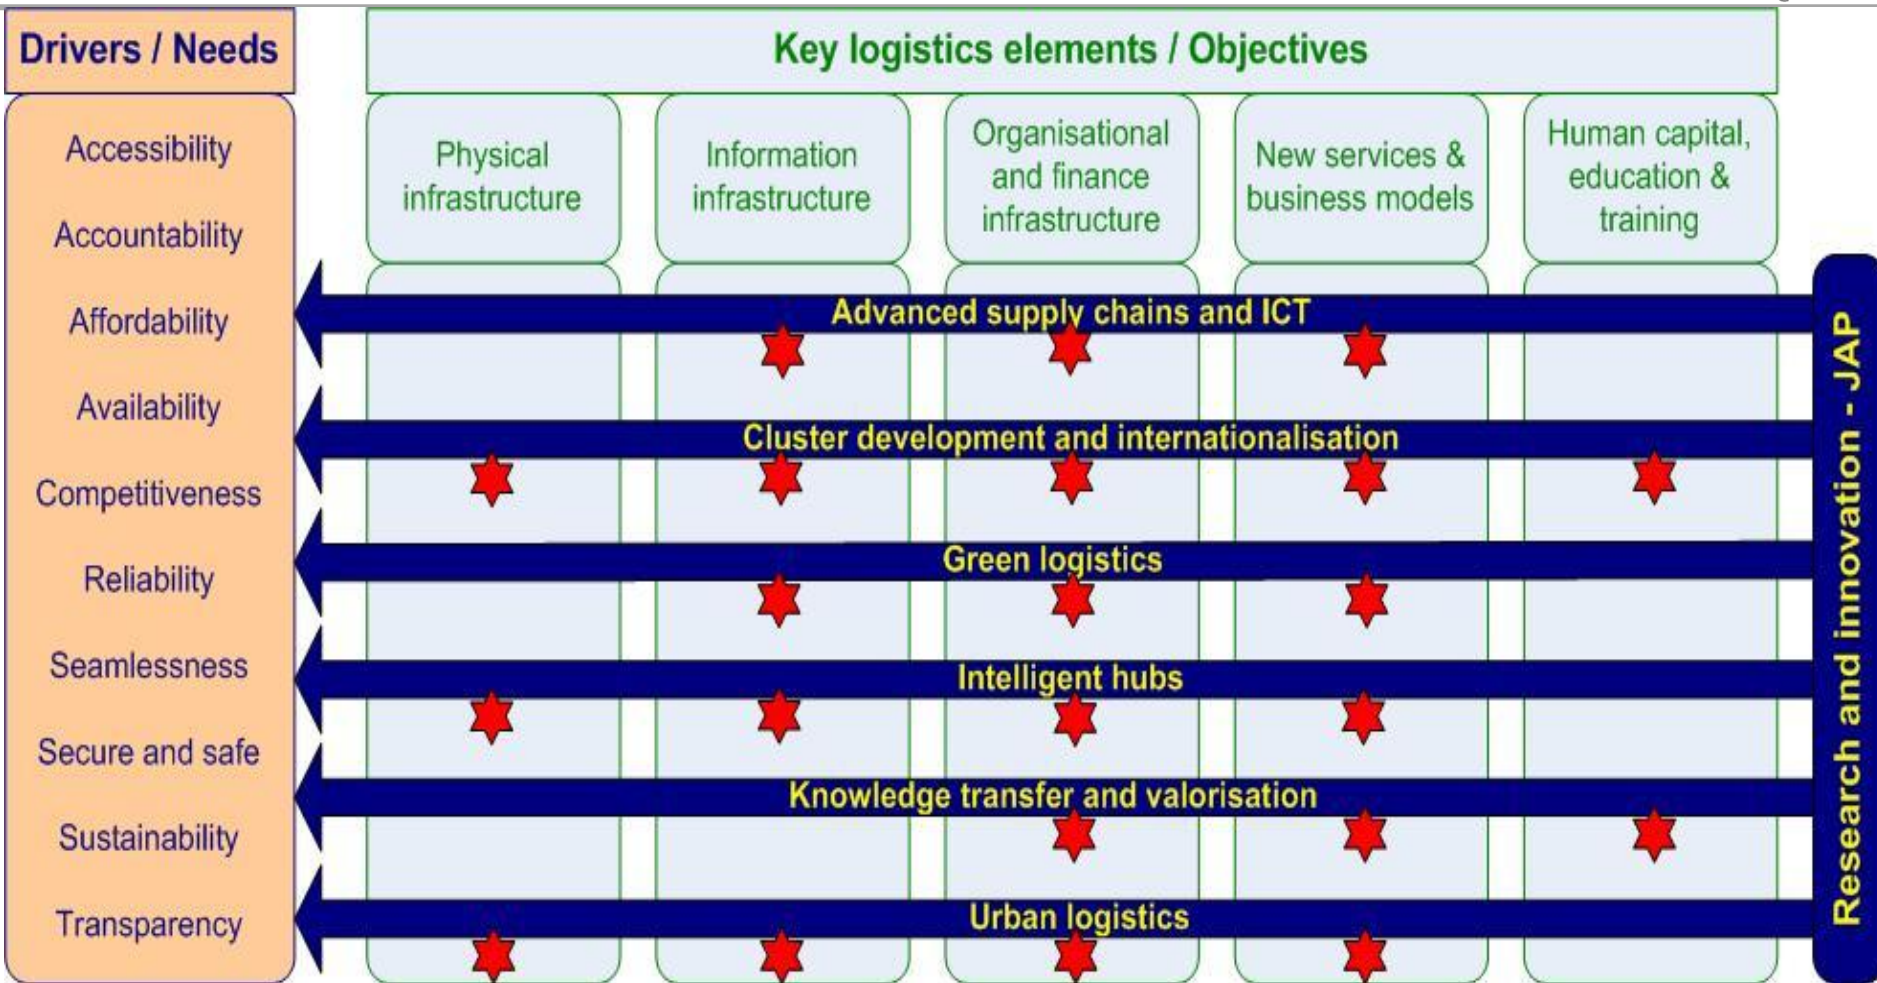 Drivers / Needs
Key logistics elements / Objectives
Accessibility
Accountability
Affordability
Availability
Competitiveness
Reliability
Seamlessness
Secure and safe
Sustainability
Transparency
Physical
infrastructure
Information
infrastructure
Organisational
and finance
infrastructure
New services &
business models
Human capital,
education &
training
Advanced supply chains and ICT
Cluster development and internationalisation
Green logistics
Intelligent hubs
Knowledge transfer and valorisation
Urban logistics
Research and innovation - JAP